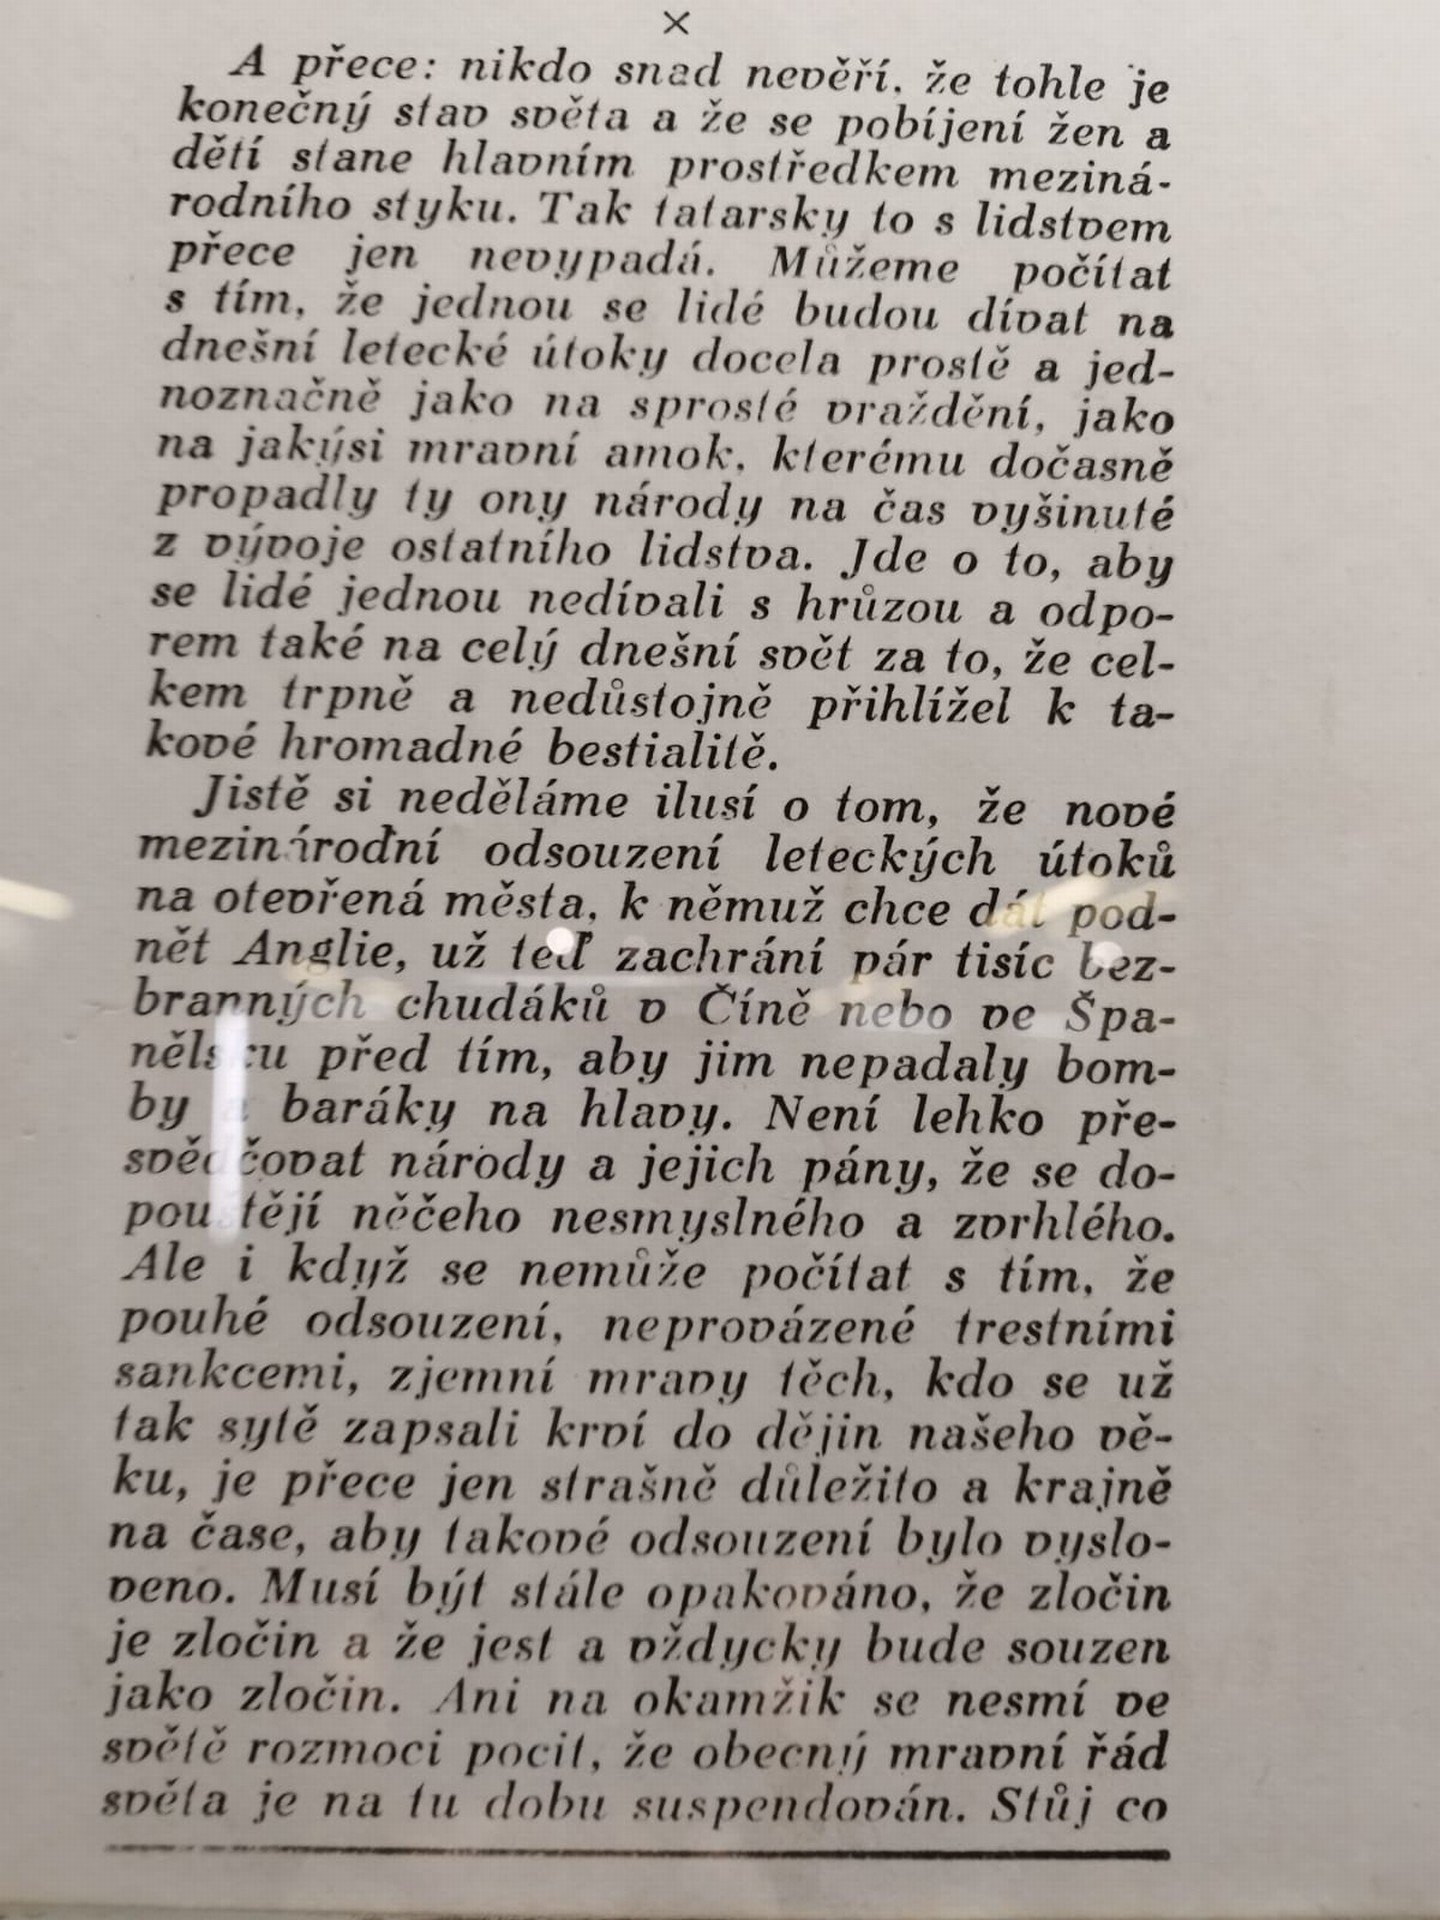 ×
A přece: nikdo snad nevěří, že tohle je
konečný stav světa a že se pobíjení žen a
dětí stane hlavním prostředkem meziná-
rodního styku. Tak tatarsky to s lidstvem
přece jen nevypadá. Můžeme počítat
s tím, že jednou se lidé budou dívat na
dnešní letecké útoky docela prostě a jed-
noznačně jako na sprosté vraždění, jako
na jakýsi mravní amok, kterému dočasně
propadly ty ony národy na čas vyšinuté
z vývoje ostatního lidstva. Jde o to, aby
se lidé jednou nedívali s hrůzou a odpo-
rem také na celý dnešní svět za to, že cel-
kem trpně a nedůstojně přihlížel k ta-
kové hromadné bestialitě.
Jistě si neděláme ilusí o tom, že nové
mezinárodní odsouzení leteckých útoků
na otevřená města, k němuž chce dát pod-
nět Anglie, už teď zachrání pár tisíc bez-
branných chudáků v Číně nebo ve Špa-
nělsku před tím, aby jim nepadaly bom-
by a baráky na hlavy. Není lehko pře-
svědčovat národy a jejich pány, že se do-
pouštějí něčeho nesmyslného a zvrhlého.
Ale i když se nemůže počítat s tím, že
pouhé odsouzení, neprovázené trestními
sankcemi, zjemní mravy těch, kdo se už
tak sytě zapsali krví do dějin našeho vě-
ku, je přece jen strašně důležito a krajně
na čase, aby takové odsouzení bylo vyslo-
veno. Musí být stále opakováno, že zločin
je zločin a že jest a vždycky bude souzen
jako zločin. Ani na okamžik se nesmí ve
světě rozmoci pocit, že obecný mravní řád
světa je na tu dobu suspendován. Stůj co